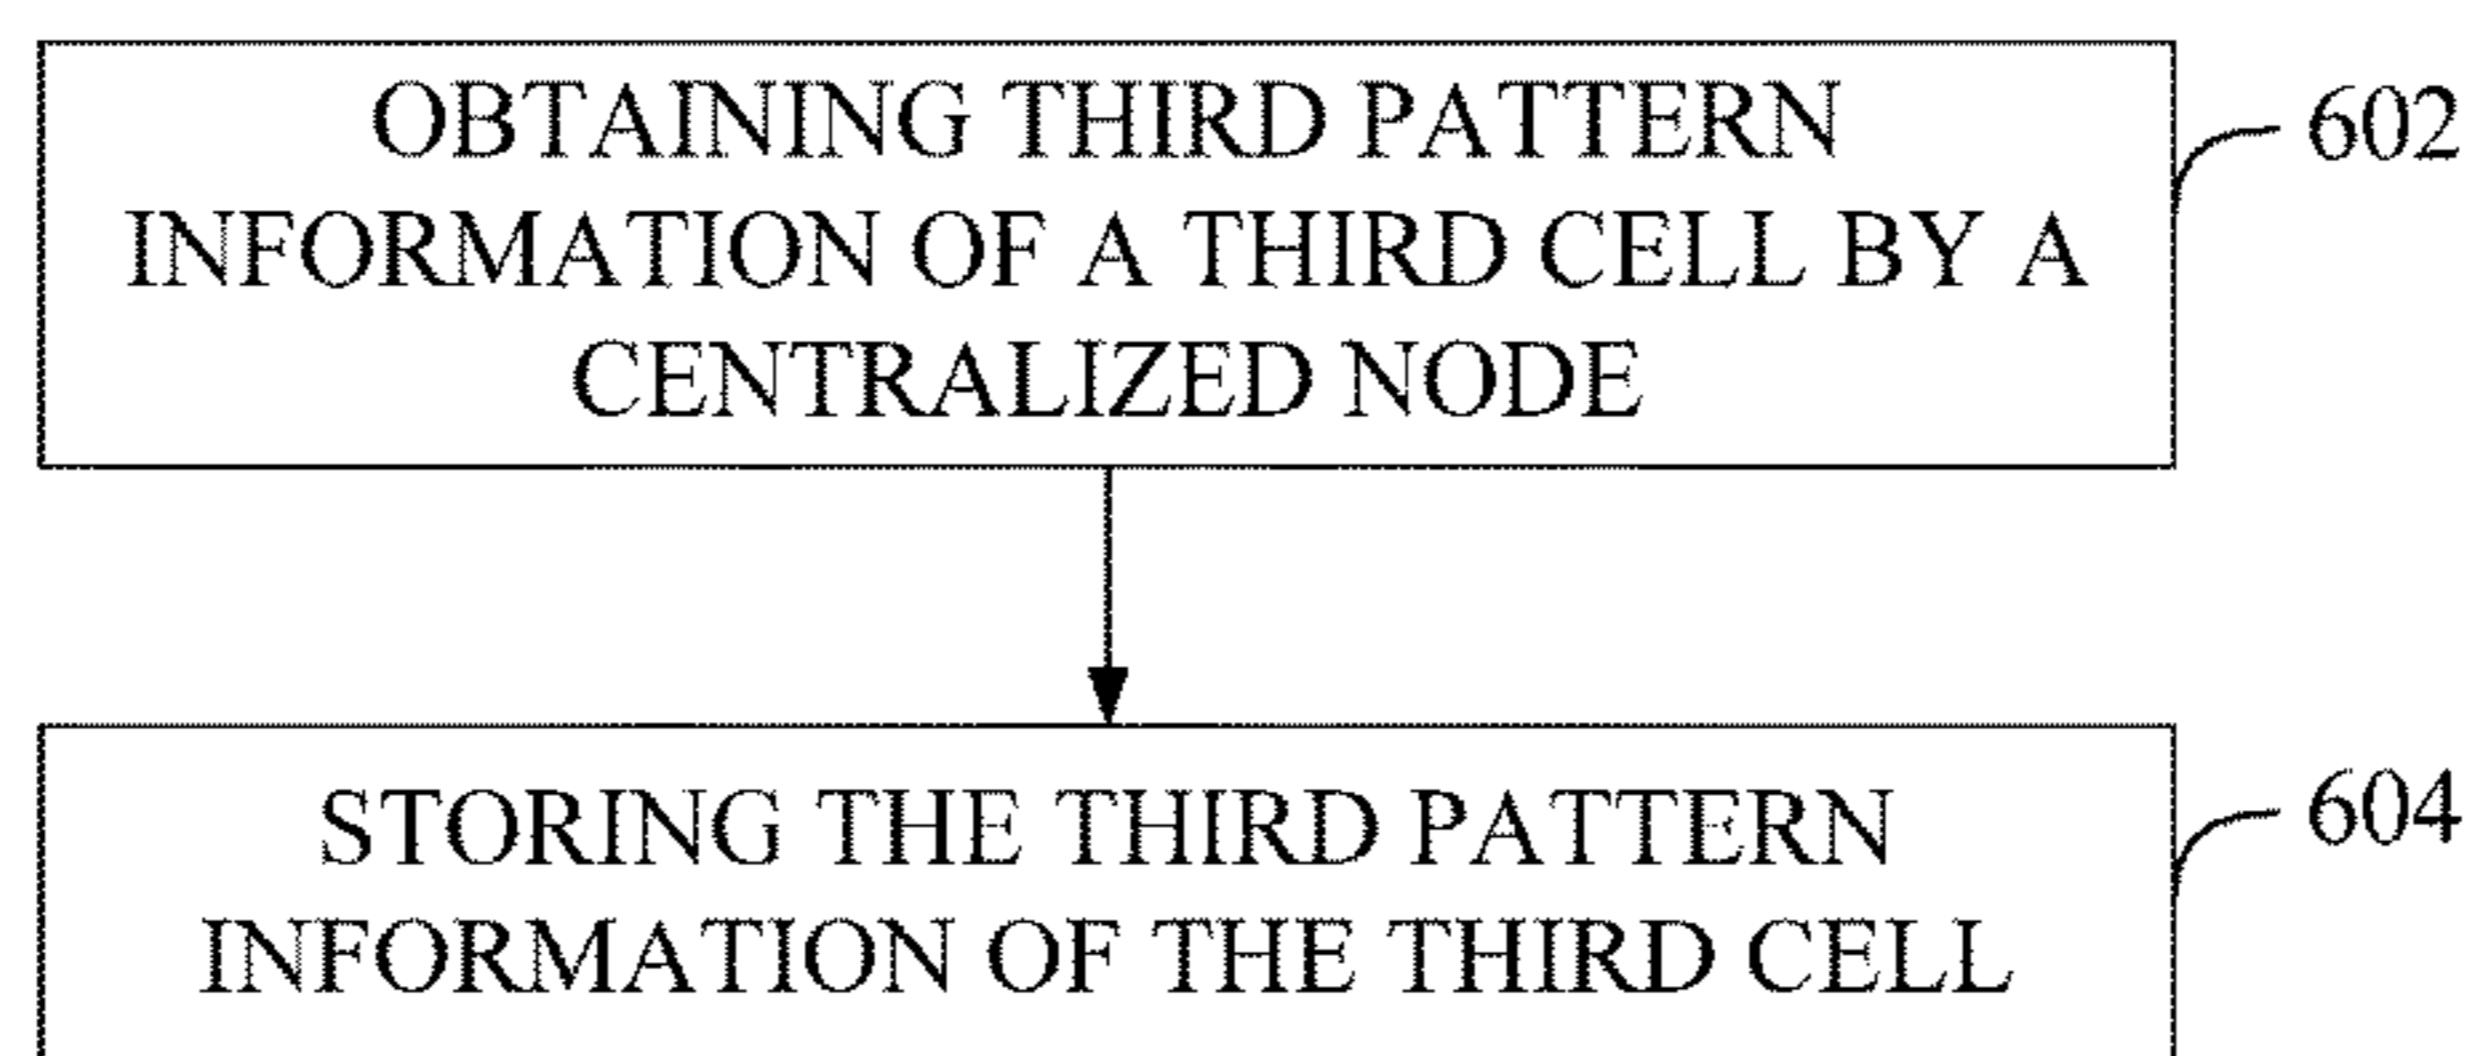 OBTAINING THIRD PATTERN
602
INFORMATION OF A THIRD CELL BY A
CENTRALIZED NODE
STORING THE THIRD PATTERN
604
INFORMATION OF THE THIRD CELL